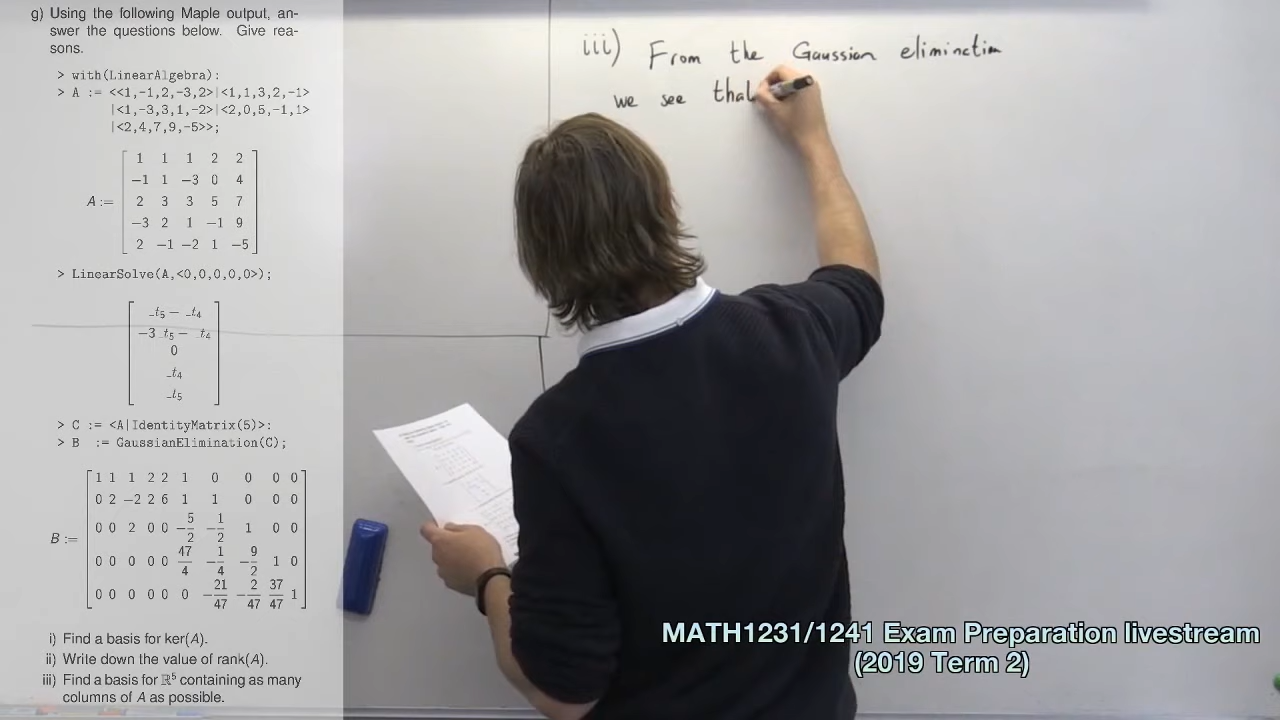 g) Using the following Maple output, an-
swer the questions below. Give rea-
sons.
> with(LinearAlgebra):
> A := <<1,-1,2,-3,2>|<1,1,3,2,-1>
|<1,-3,3,1,-2>|<2,0,5,-1,1>
|<2,4,7,9,-5>>;
1 1 1 2 2
−1 1 −3 0 4
A := 2 3 3 5 7
−3 2 1 −1 9
2 −1 −2 1 −5
> LinearSolve(A,<0,0,0,0,0>);
_t5 − _t4
−3 _t5 − _t4
0
_t4
_t5
> C := <A|IdentityMatrix(5)>:
> B := GaussianElimination(C);
1 1 1 2 2 1 0 0 0 0
0 2 −2 2 6 1 1 0 0 0
B := 0 0 2 0 0 −5/2 −1/2 1 0 0
0 0 0 0 0 47/4 −1/4 −9/2 1 0
0 0 0 0 0 0 −21/47 −2/47 37/47 1
i) Find a basis for ker(A).
ii) Write down the value of rank(A).
iii) Find a basis for ℝ⁵ containing as many
columns of A as possible.
iii) From the Gaussian elimination
we see that
MATH1231/1241 Exam Preparation livestream
(2019 Term 2)